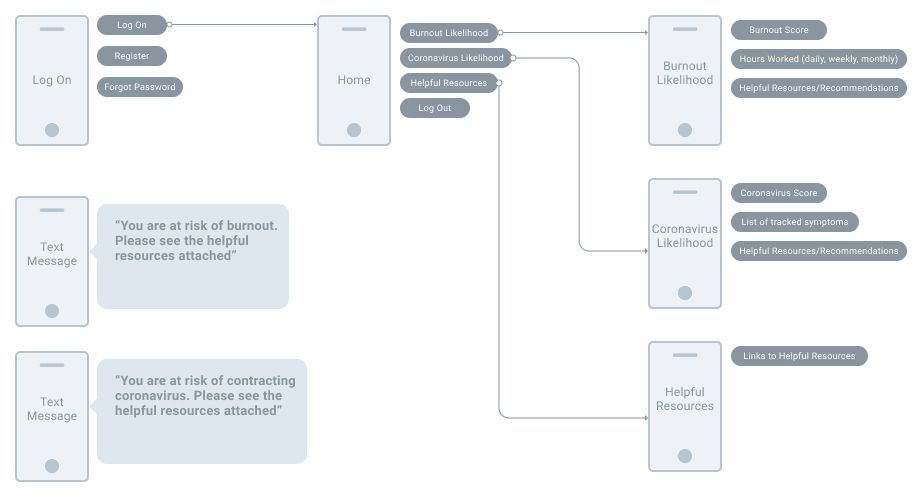 Log On
Log On
Register
Forgot Password
Home
Burnout Likelihood
Coronavirus Likelihood
Helpful Resources
Log Out
Burnout
Likelihood
Burnout Score
Hours Worked (daily, weekly, monthly)
Helpful Resources/Recommendations
Text
Message
“You are at risk of burnout.
Please see the helpful
resources attached”
Coronavirus
Likelihood
Coronavirus Score
List of tracked symptoms
Helpful Resources/Recommendations
Text
Message
“You are at risk of contracting
coronavirus. Please see the
helpful resources attached”
Helpful
Resources
Links to Helpful Resources